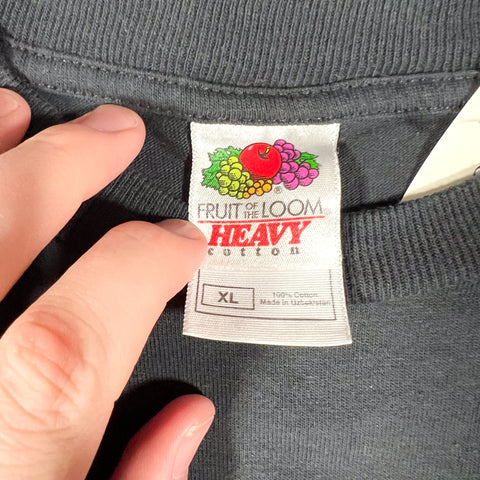 ®
FRUIT OF THE LOOM
HEAVY
cotton
XL
100% Cotton
Made in Uzbekistan